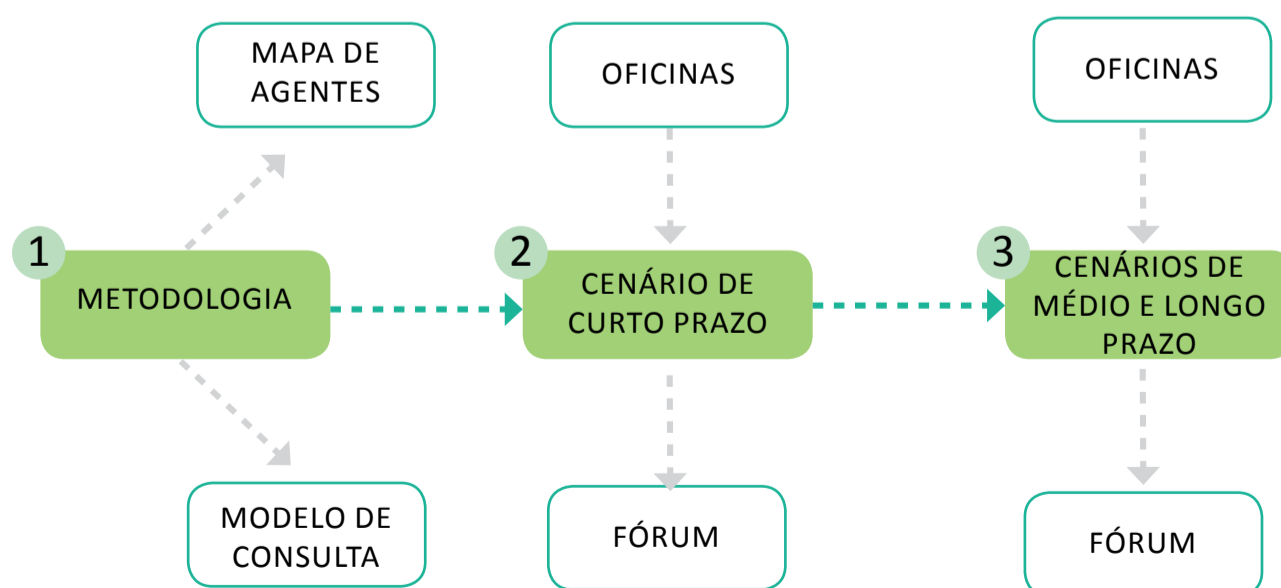 MAPA DE
AGENTES
OFICINAS
OFICINAS
1
METODOLOGIA
2
CENÁRIO DE
CURTO PRAZO
3
CENÁRIOS DE
MÉDIO E LONGO
PRAZO
MODELO DE
CONSULTA
FÓRUM
FÓRUM